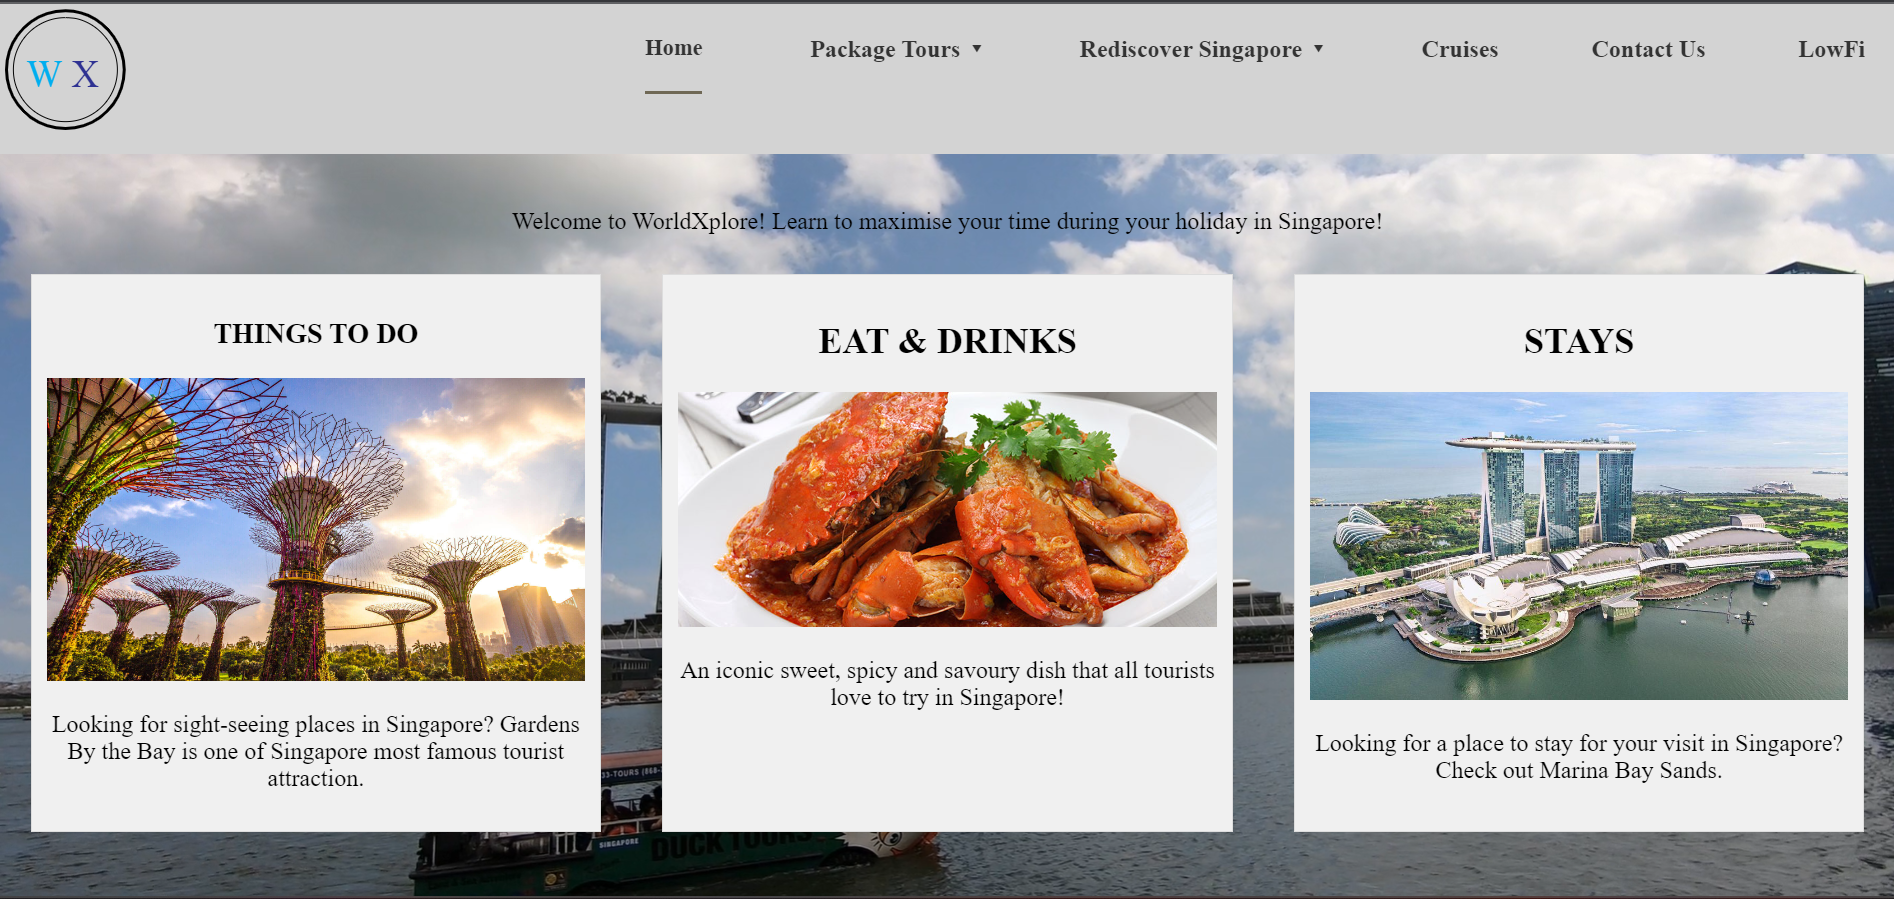 W X
Home
Package Tours ▼
Rediscover Singapore ▼
Cruises
Contact Us
LowFi
Welcome to WorldXplore! Learn to maximise your time during your holiday in Singapore!
THINGS TO DO
Looking for sight-seeing places in Singapore? Gardens
By the Bay is one of Singapore most famous tourist
attraction.
EAT & DRINKS
An iconic sweet, spicy and savoury dish that all tourists
love to try in Singapore!
STAYS
Looking for a place to stay for your visit in Singapore?
Check out Marina Bay Sands.
33-TOURS (868-
SINGAPORE
DUCK TOURS